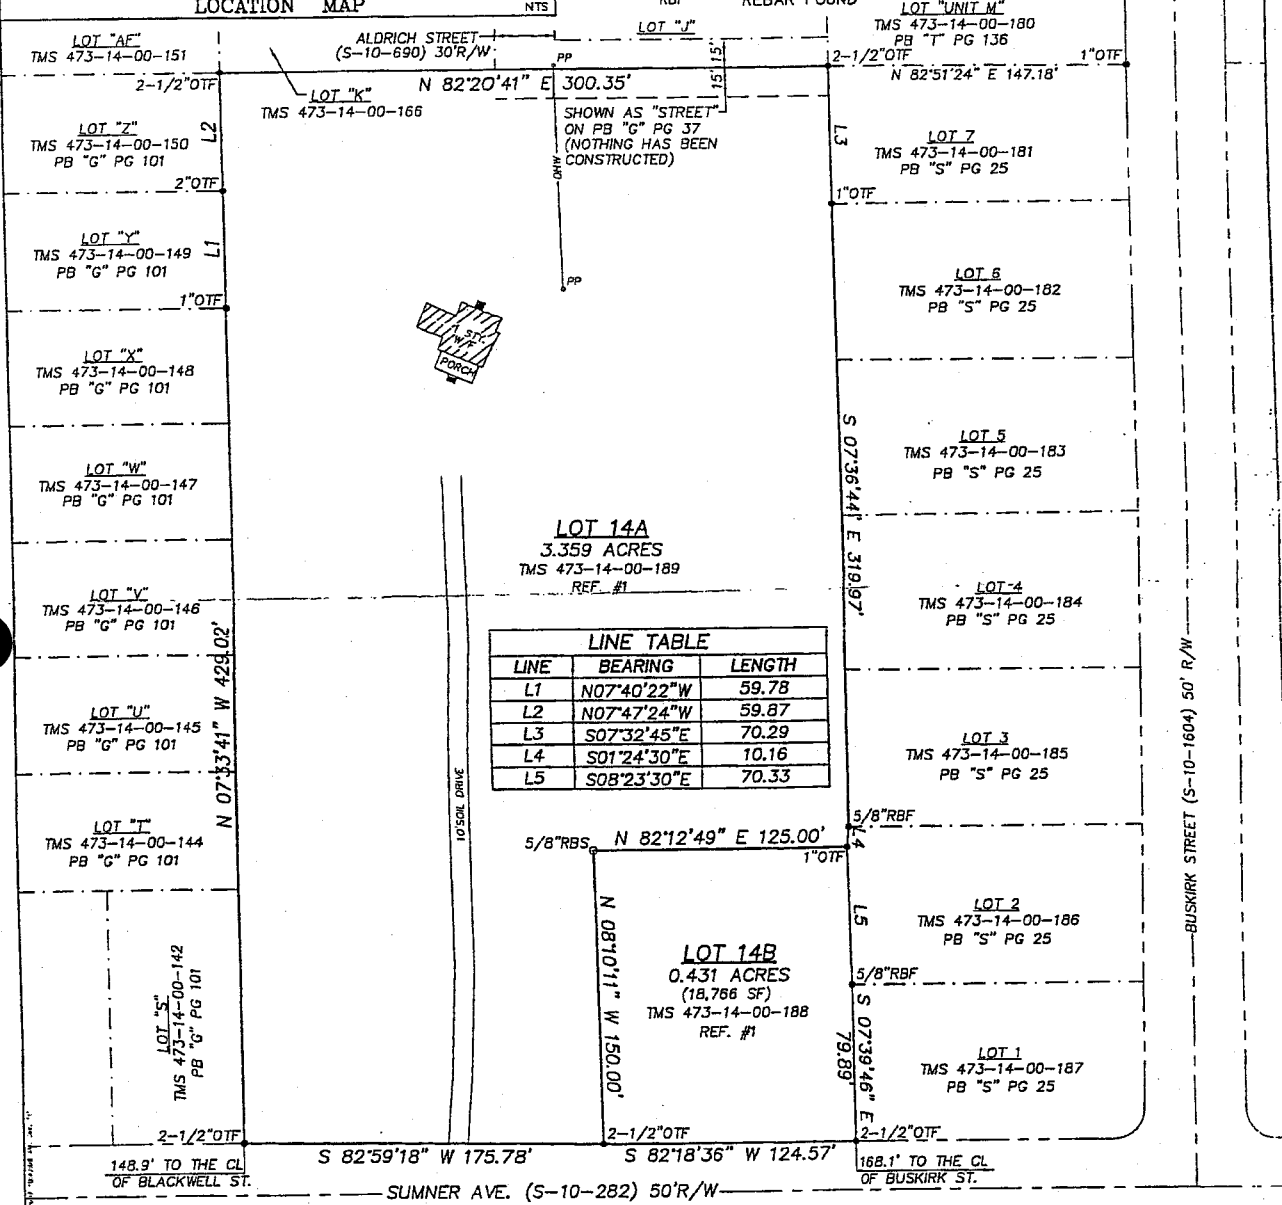 LOCATION MAP
NTS
RBF REBAR FOUND
LOT "AF"
TMS 473-14-00-151
ALDRICH STREET
(S-10-690) 30'R/W
LOT "J"
LOT "UNIT M"
TMS 473-14-00-180
PB "T" PG 136
PP
15' 15'
2-1/2"OTF
2-1/2"OTF
1"OTF
N 82°20'41" E 300.35'
N 82°51'24" E 147.18'
LOT "K"
TMS 473-14-00-166
SHOWN AS "STREET"
ON PB "G" PG 37
(NOTHING HAS BEEN
CONSTRUCTED)
OHW
LOT "Z"
TMS 473-14-00-150
PB "G" PG 101
L2
L3
LOT 7
TMS 473-14-00-181
PB "S" PG 25
2"OTF
1"OTF
LOT "Y"
TMS 473-14-00-149
PB "G" PG 101
L1
PP
LOT 6
TMS 473-14-00-182
PB "S" PG 25
1"OTF
1 STY.
W/F
PORCH
LOT "X"
TMS 473-14-00-148
PB "G" PG 101
LOT 5
TMS 473-14-00-183
PB "S" PG 25
S 07°36'44" E 319.97'
LOT "W"
TMS 473-14-00-147
PB "G" PG 101
LOT 14A
3.359 ACRES
TMS 473-14-00-189
REF. #1
LOT "V"
TMS 473-14-00-146
PB "G" PG 101
LOT 4
TMS 473-14-00-184
PB "S" PG 25
N 07°33'41" W 429.02'
LINE TABLE
LINE BEARING LENGTH
L1 N07°40'22"W 59.78
L2 N07°47'24"W 59.87
L3 S07°32'45"E 70.29
L4 S01°24'30"E 10.16
L5 S08°23'30"E 70.33
LOT "U"
TMS 473-14-00-145
PB "G" PG 101
LOT 3
TMS 473-14-00-185
PB "S" PG 25
BUSKIRK STREET (S-10-1604) 50' R/W
10'SOIL DRIVE
LOT "T"
TMS 473-14-00-144
PB "G" PG 101
5/8"RBF
L4
5/8"RBS
N 82°12'49" E 125.00'
1"OTF
L5
LOT 2
TMS 473-14-00-186
PB "S" PG 25
N 08°10'11" W 150.00'
LOT 14B
0.431 ACRES
(18,766 SF)
TMS 473-14-00-188
REF. #1
5/8"RBF
LOT "S"
TMS 473-14-00-142
PB "G" PG 101
S 07°39'46" E
79.89'
LOT 1
TMS 473-14-00-187
PB "S" PG 25
2-1/2"OTF
2-1/2"OTF
2-1/2"OTF
S 82°59'18" W 175.78'
S 82°18'36" W 124.57'
148.9' TO THE CL
OF BLACKWELL ST.
168.1' TO THE CL
OF BUSKIRK ST.
SUMNER AVE. (S-10-282) 50'R/W